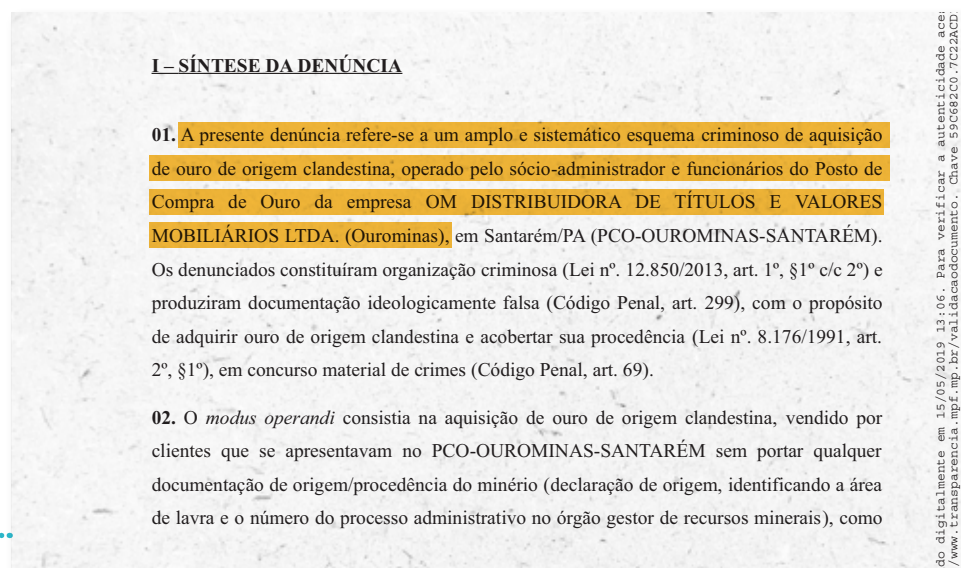 I – SÍNTESE DA DENÚNCIA
01. A presente denúncia refere-se a um amplo e sistemático esquema criminoso de aquisição
de ouro de origem clandestina, operado pelo sócio-administrador e funcionários do Posto de
Compra de Ouro da empresa OM DISTRIBUIDORA DE TÍTULOS E VALORES
MOBILIÁRIOS LTDA. (Ourominas), em Santarém/PA (PCO-OUROMINAS-SANTARÉM).
Os denunciados constituíram organização criminosa (Lei nº. 12.850/2013, art. 1º, §1º c/c 2º) e
produziram documentação ideologicamente falsa (Código Penal, art. 299), com o propósito
de adquirir ouro de origem clandestina e acobertar sua procedência (Lei nº. 8.176/1991, art.
2º, §1º), em concurso material de crimes (Código Penal, art. 69).
02. O modus operandi consistia na aquisição de ouro de origem clandestina, vendido por
clientes que se apresentavam no PCO-OUROMINAS-SANTARÉM sem portar qualquer
documentação de origem/procedência do minério (declaração de origem, identificando a área
de lavra e o número do processo administrativo no órgão gestor de recursos minerais), como
do digitalmente em 15/05/2019 13:06. Para verificar a autenticidade
/www.transparencia.mpf.mp.br/validacaodocumento. Chave 59C682C0.7C22ACD